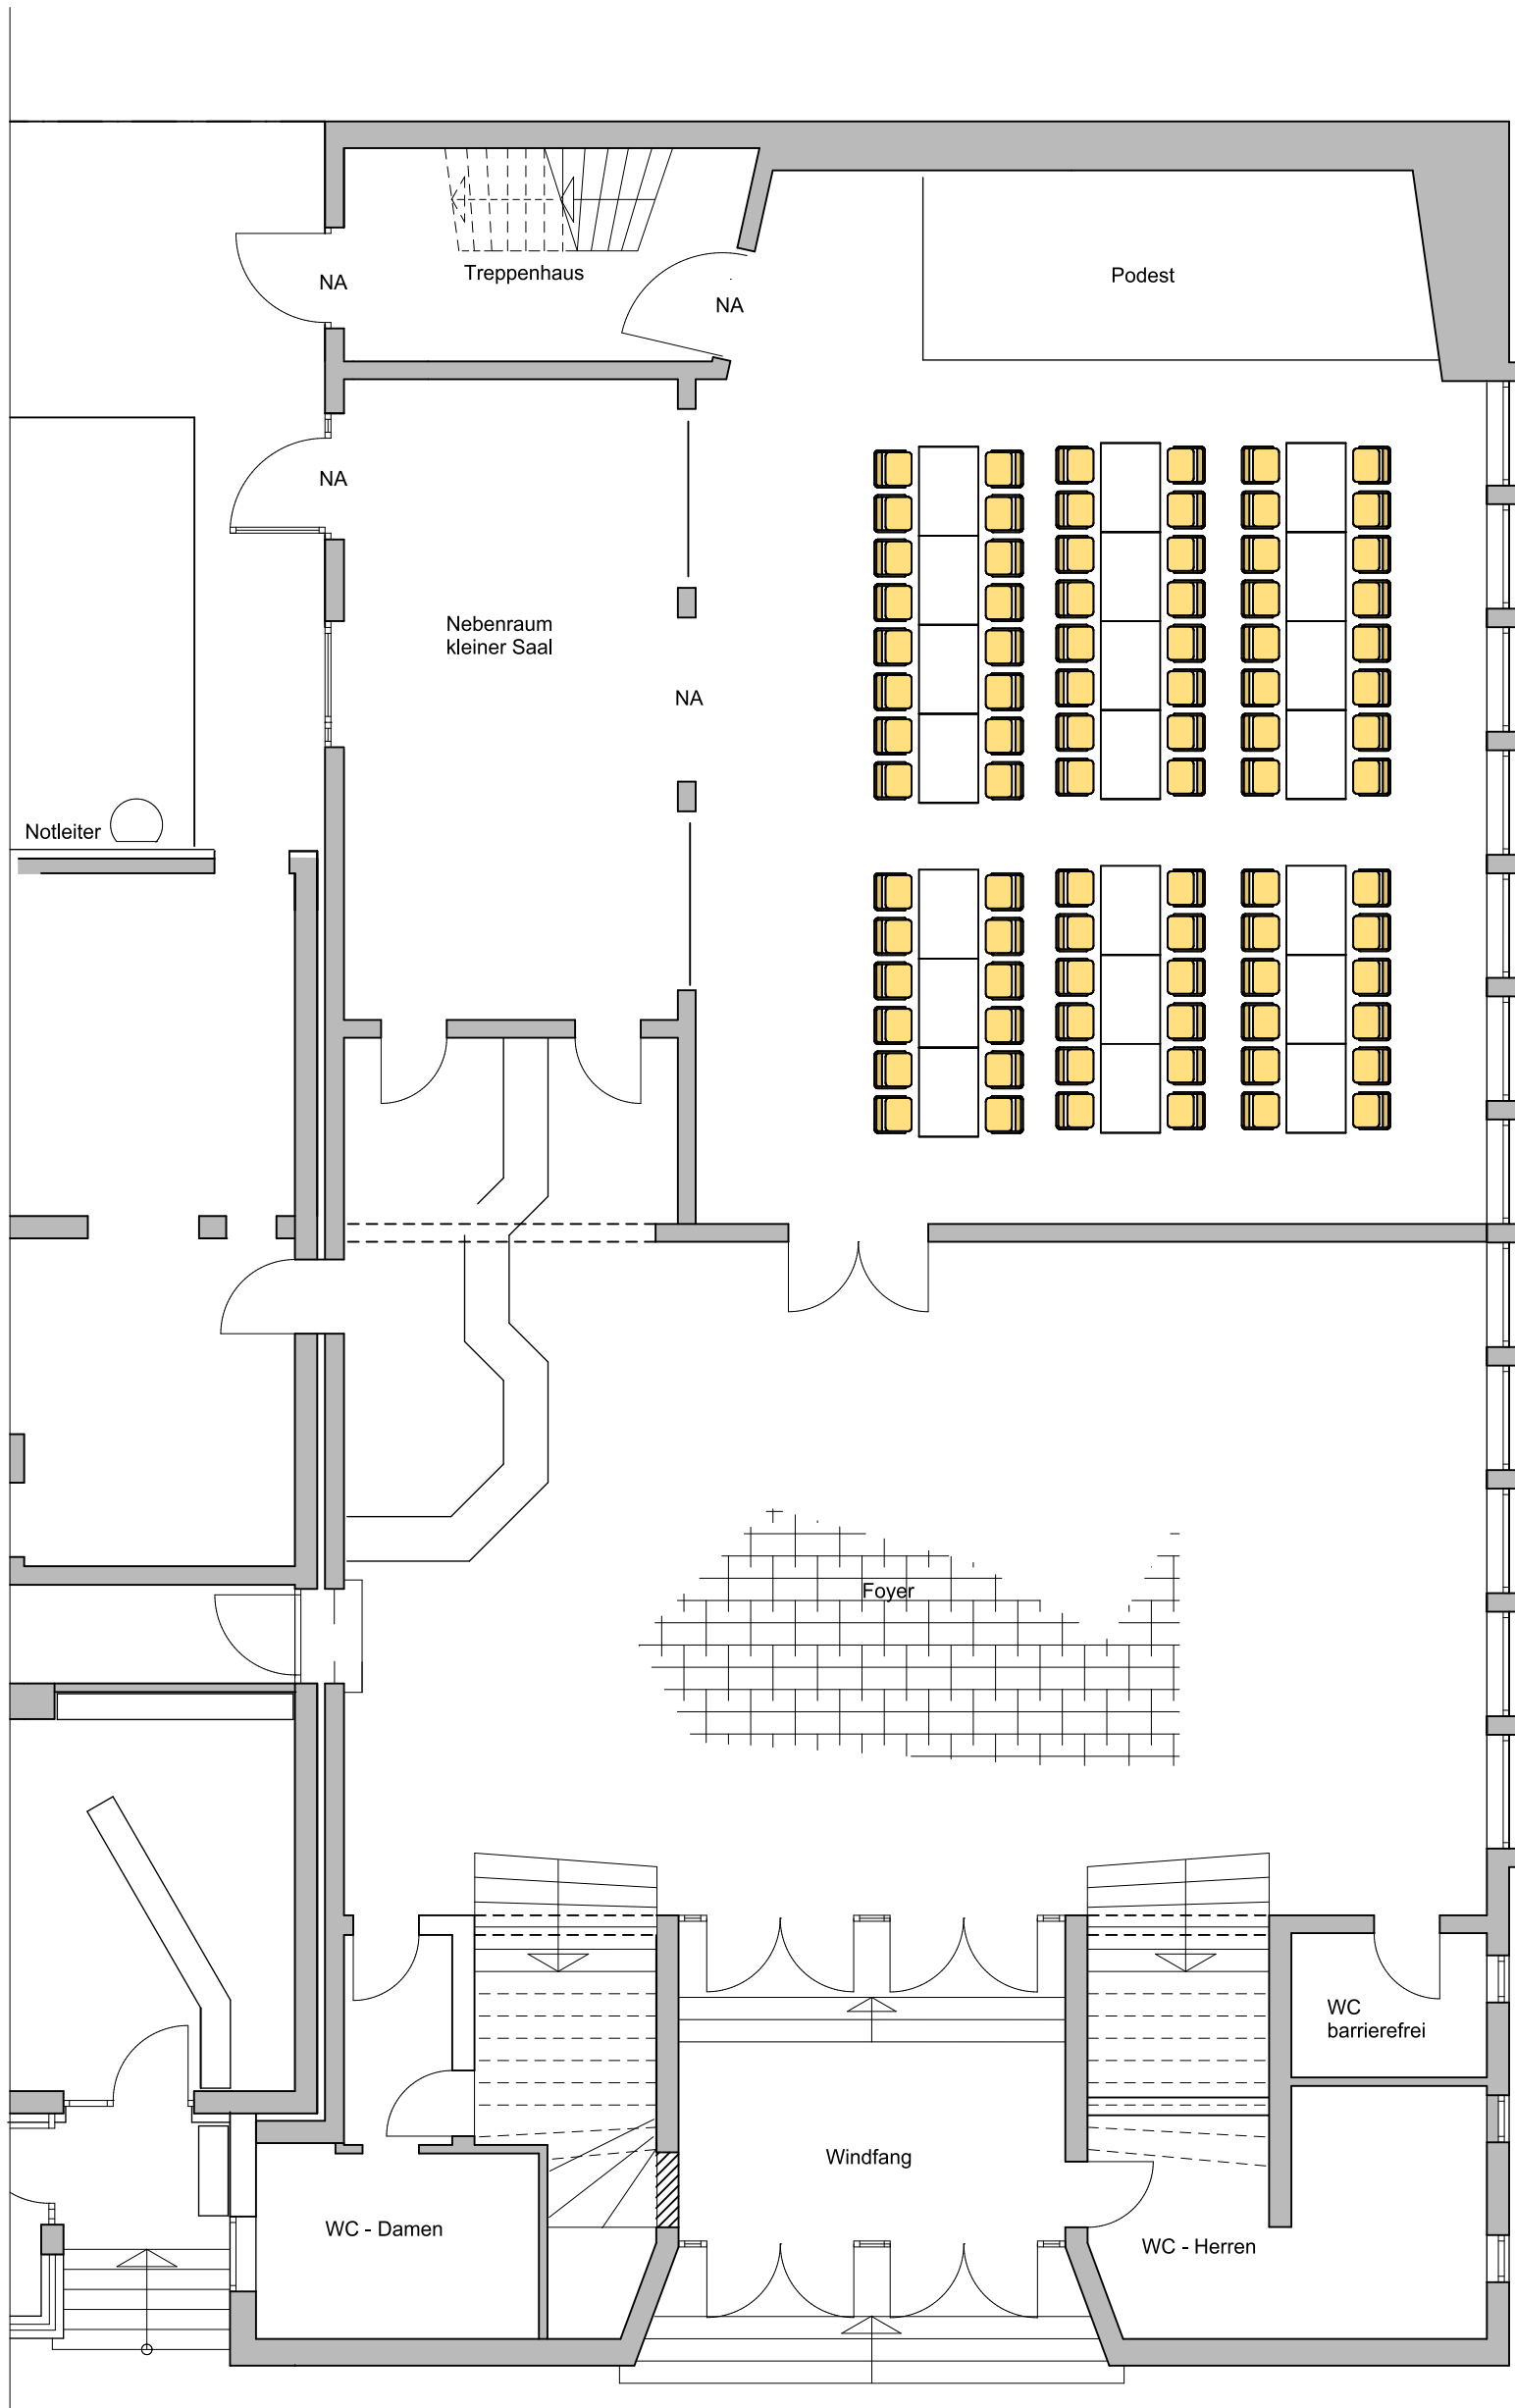 Treppenhaus
Podest
NA
NA
NA
Nebenraum
kleiner Saal
NA
Notleiter
Foyer
WC
barrierefrei
Windfang
WC - Damen
WC - Herren